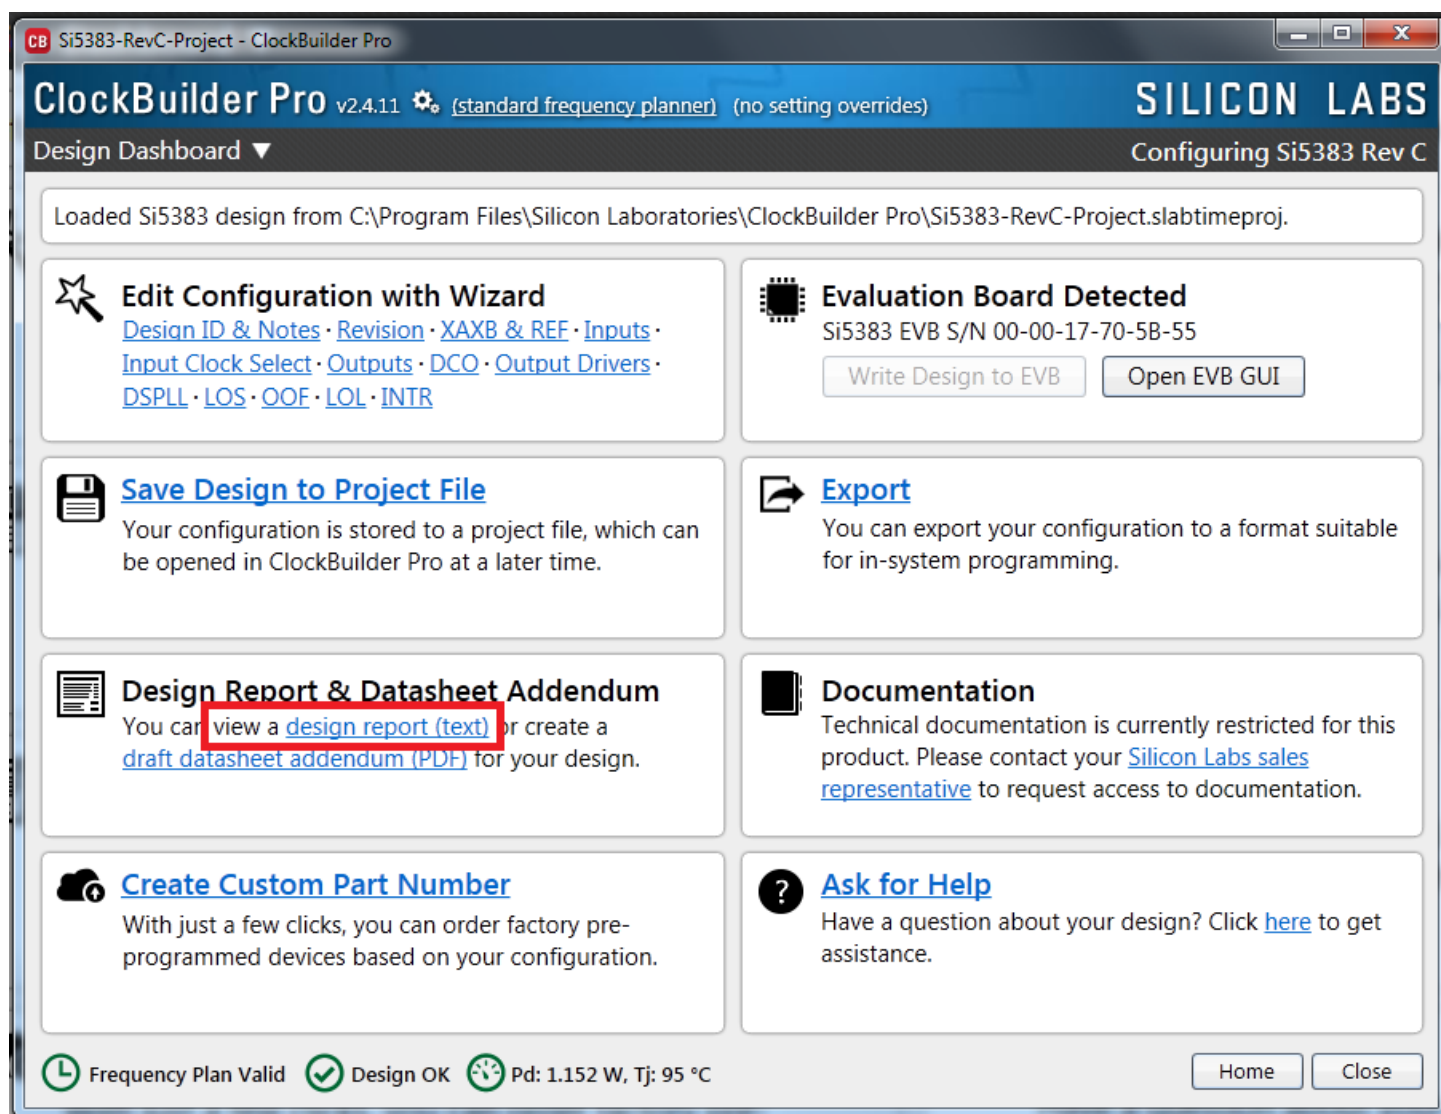 CB Si5383-RevC-Project - ClockBuilder Pro
ClockBuilder Pro v2.4.11 (standard frequency planner) (no setting overrides) SILICON LABS
Design Dashboard ▼ Configuring Si5383 Rev C
Loaded Si5383 design from C:\Program Files\Silicon Laboratories\ClockBuilder Pro\Si5383-RevC-Project.slabtimeproj.
Edit Configuration with Wizard
Design ID & Notes · Revision · XAXB & REF · Inputs ·
Input Clock Select · Outputs · DCO · Output Drivers ·
DSPLL · LOS · OOF · LOL · INTR
Evaluation Board Detected
Si5383 EVB S/N 00-00-17-70-5B-55
Write Design to EVB Open EVB GUI
Save Design to Project File
Your configuration is stored to a project file, which can
be opened in ClockBuilder Pro at a later time.
Export
You can export your configuration to a format suitable
for in-system programming.
Design Report & Datasheet Addendum
You can view a design report (text) or create a
draft datasheet addendum (PDF) for your design.
Documentation
Technical documentation is currently restricted for this
product. Please contact your Silicon Labs sales
representative to request access to documentation.
Create Custom Part Number
With just a few clicks, you can order factory pre-
programmed devices based on your configuration.
Ask for Help
Have a question about your design? Click here to get
assistance.
Frequency Plan Valid Design OK Pd: 1.152 W, Tj: 95 °C
Home Close